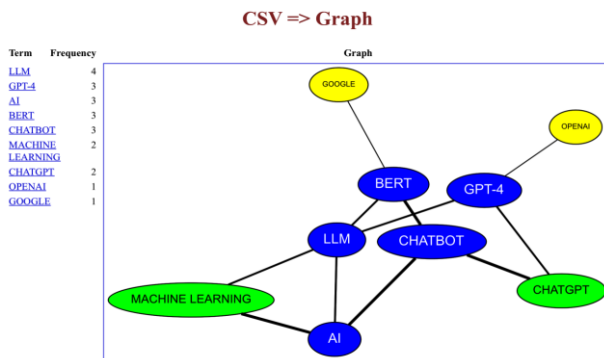 CSV => Graph
Term Frequency Graph
LLM 4
GPT-4 3
AI 3
BERT 3
CHATBOT 3
MACHINE 2
LEARNING
CHATGPT 2
OPENAI 1
GOOGLE 1
GOOGLE
OPENAI
BERT
GPT-4
LLM
CHATBOT
MACHINE LEARNING
CHATGPT
AI